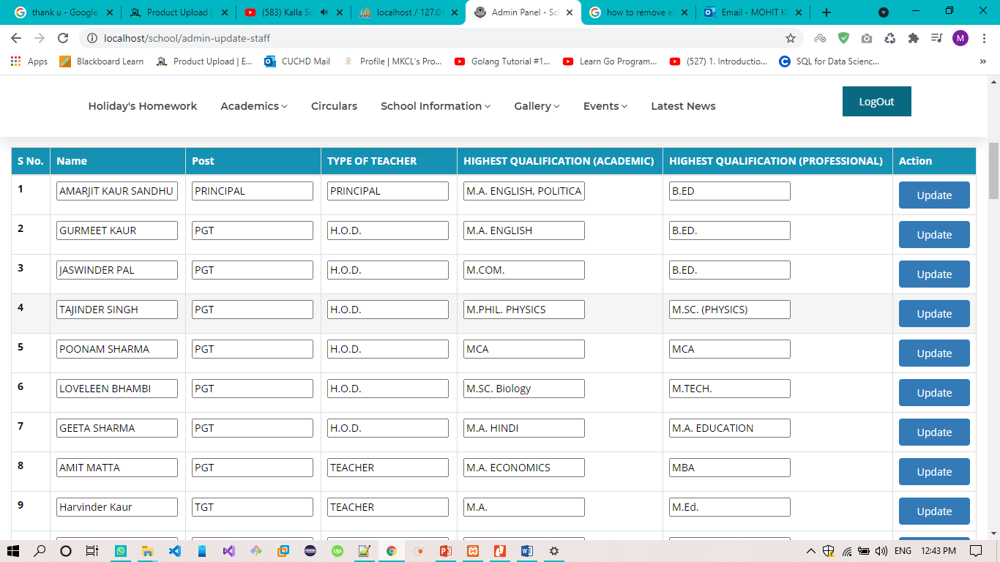 thank u - Google
Product Upload |
(583) Kalla So
localhost / 127.0.
Admin Panel - Sc
how to remove e
Email - MOHIT K
localhost/school/admin-update-staff
M
Apps
Blackboard Learn
Product Upload | E...
CUCHD Mail
Profile | MKCL's Pro...
Golang Tutorial #1...
Learn Go Program...
(527) 1. Introductio...
SQL for Data Scienc...
Holiday's Homework Academics Circulars School Information Gallery Events Latest News LogOut
S No. Name Post TYPE OF TEACHER HIGHEST QUALIFICATION (ACADEMIC) HIGHEST QUALIFICATION (PROFESSIONAL) Action
1 AMARJIT KAUR SANDHU PRINCIPAL PRINCIPAL M.A. ENGLISH, POLITICA B.ED Update
2 GURMEET KAUR PGT H.O.D. M.A. ENGLISH B.ED. Update
3 JASWINDER PAL PGT H.O.D. M.COM. B.ED. Update
4 TAJINDER SINGH PGT H.O.D. M.PHIL. PHYSICS M.SC. (PHYSICS) Update
5 POONAM SHARMA PGT H.O.D. MCA MCA Update
6 LOVELEEN BHAMBI PGT H.O.D. M.SC. Biology M.TECH. Update
7 GEETA SHARMA PGT H.O.D. M.A. HINDI M.A. EDUCATION Update
8 AMIT MATTA PGT TEACHER M.A. ECONOMICS MBA Update
9 Harvinder Kaur TGT TEACHER M.A. M.Ed. Update
ENG 12:43 PM